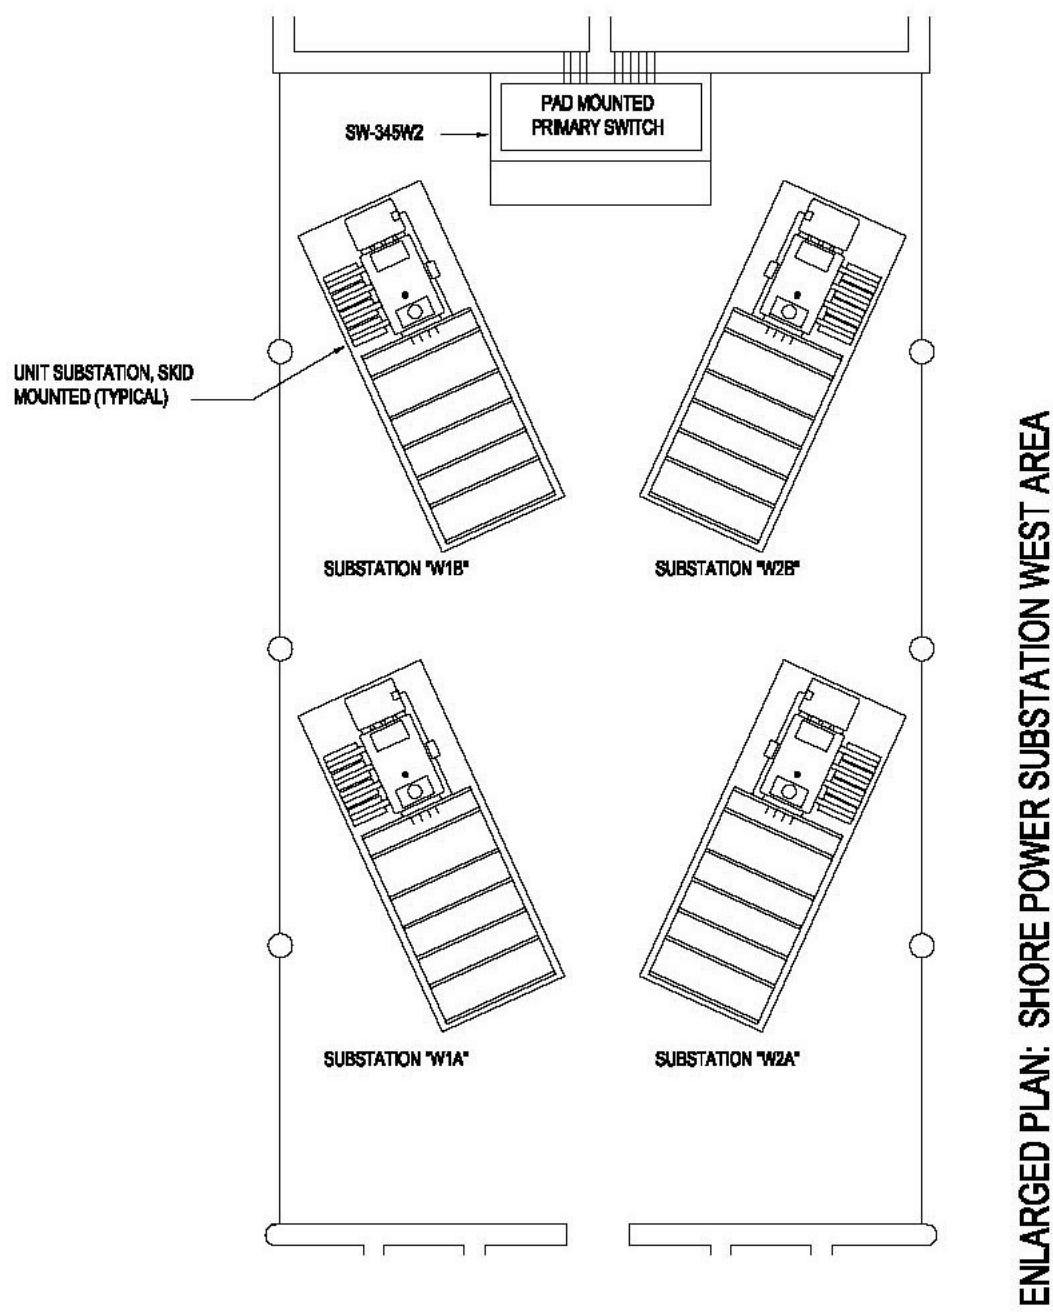 PAD MOUNTED
PRIMARY SWITCH
SW-345W2
UNIT SUBSTATION, SKID
MOUNTED (TYPICAL)
SUBSTATION "W1B"
SUBSTATION "W2B"
SUBSTATION "W1A"
SUBSTATION "W2A"
ENLARGED PLAN: SHORE POWER SUBSTATION WEST AREA